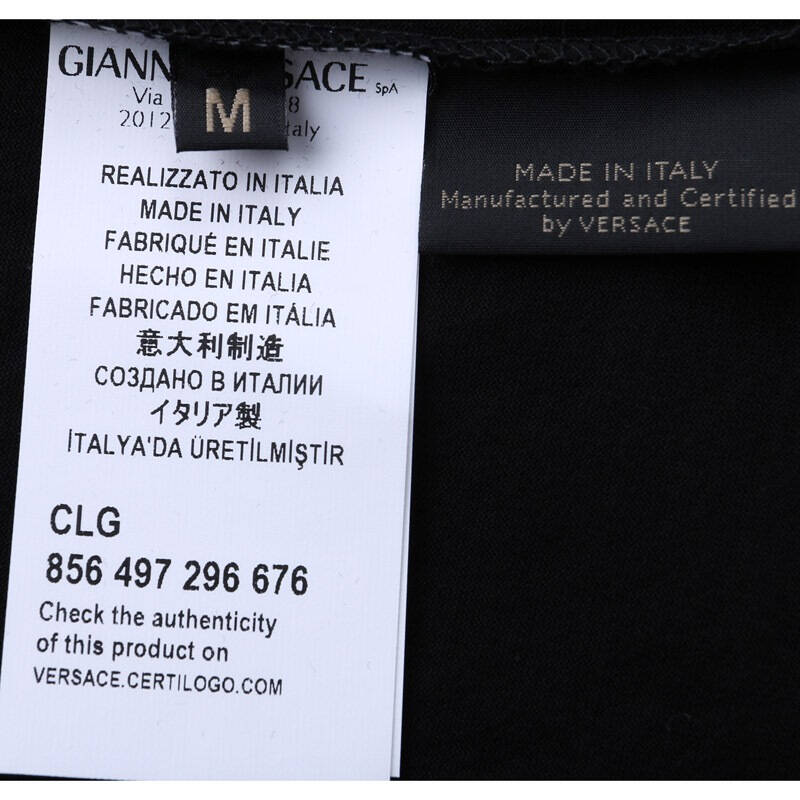 GIANN SACE SpA
Via 8
2012 taly
M
REALIZZATO IN ITALIA
MADE IN ITALY
FABRIQUÉ EN ITALIE
HECHO EN ITALIA
FABRICADO EM ITÁLIA
意大利制造
СОЗДАНО В ИТАЛИИ
イタリア製
İTALYA'DA ÜRETİLMİŞTİR
CLG
856 497 296 676
Check the authenticity
of this product on
VERSACE.CERTILOGO.COM
MADE IN ITALY
Manufactured and Certified
by VERSACE